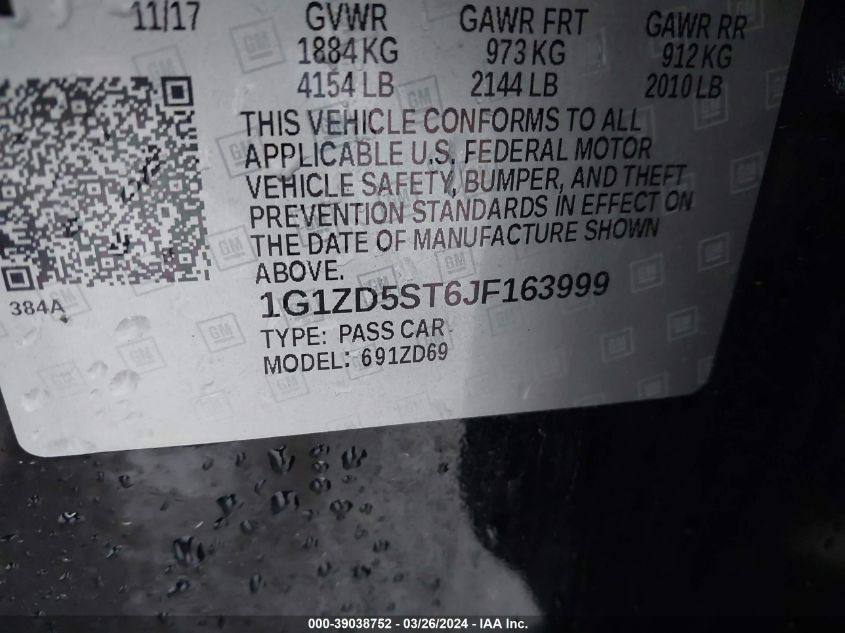 11/17 GVWR GAWR FRT GAWR RR
1884 KG 973 KG 912 KG
4154 LB 2144 LB 2010 LB
THIS VEHICLE CONFORMS TO ALL
APPLICABLE U.S. FEDERAL MOTOR
VEHICLE SAFETY, BUMPER, AND THEFT
PREVENTION STANDARDS IN EFFECT ON
THE DATE OF MANUFACTURE SHOWN
ABOVE.
384A
1G1ZD5ST6JF163999
TYPE: PASS CAR
MODEL: 691ZD69
000-39038752 / 03/26/2024 - IAA Inc.